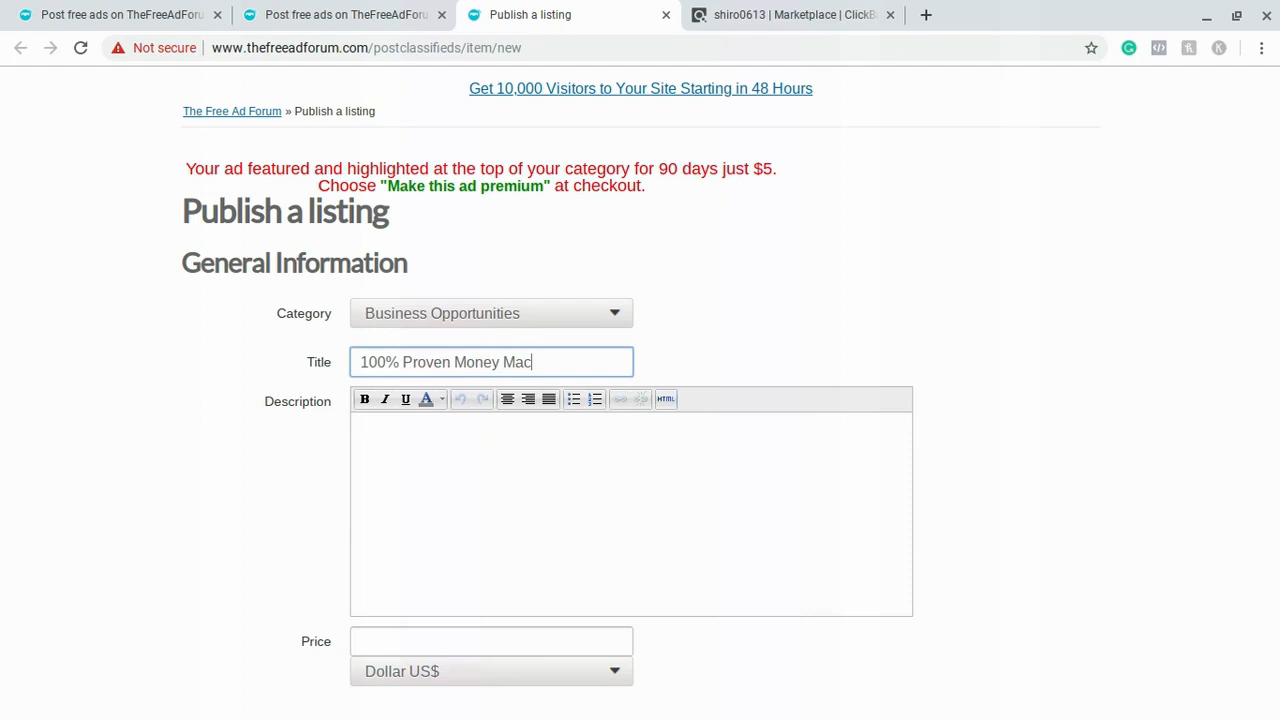 Post free ads on TheFreeAdForu
Post free ads on TheFreeAdForu
Publish a listing
shiro0613 | Marketplace | ClickB
Not secure
www.thefreeadforum.com/postclassifieds/item/new
Get 10,000 Visitors to Your Site Starting in 48 Hours
The Free Ad Forum » Publish a listing
Your ad featured and highlighted at the top of your category for 90 days just $5.
Choose "Make this ad premium" at checkout.
Publish a listing
General Information
Category
Business Opportunities
Title
100% Proven Money Mac
Description
B I U A HTML
Price
Dollar US$